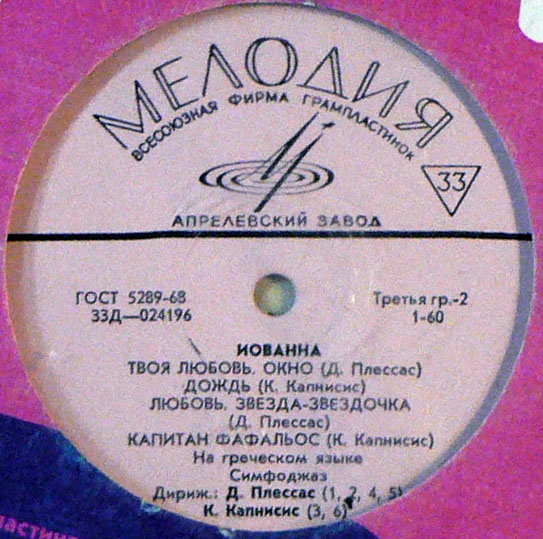 МЕЛОДИЯ
ВСЕСОЮЗНАЯ ФИРМА ГРАМПЛАСТИНОК
33
АПРЕЛЕВСКИЙ ЗАВОД
ГОСТ 5289-68
33Д—024196
Третья гр.-2
1-60
ИОВАННА
ТВОЯ ЛЮБОВЬ, ОКНО (Д. Плессас)
ДОЖДЬ (К. Капнисис)
ЛЮБОВЬ, ЗВЕЗДА-ЗВЕЗДОЧКА
(Д. Плессас)
КАПИТАН ФАФАЛЬОС (К. Капнисис)
На греческом языке
Симфоджаз
Дириж.: Д. Плессас (1, 2, 4, 5)
К. Капнисис (3, 6)